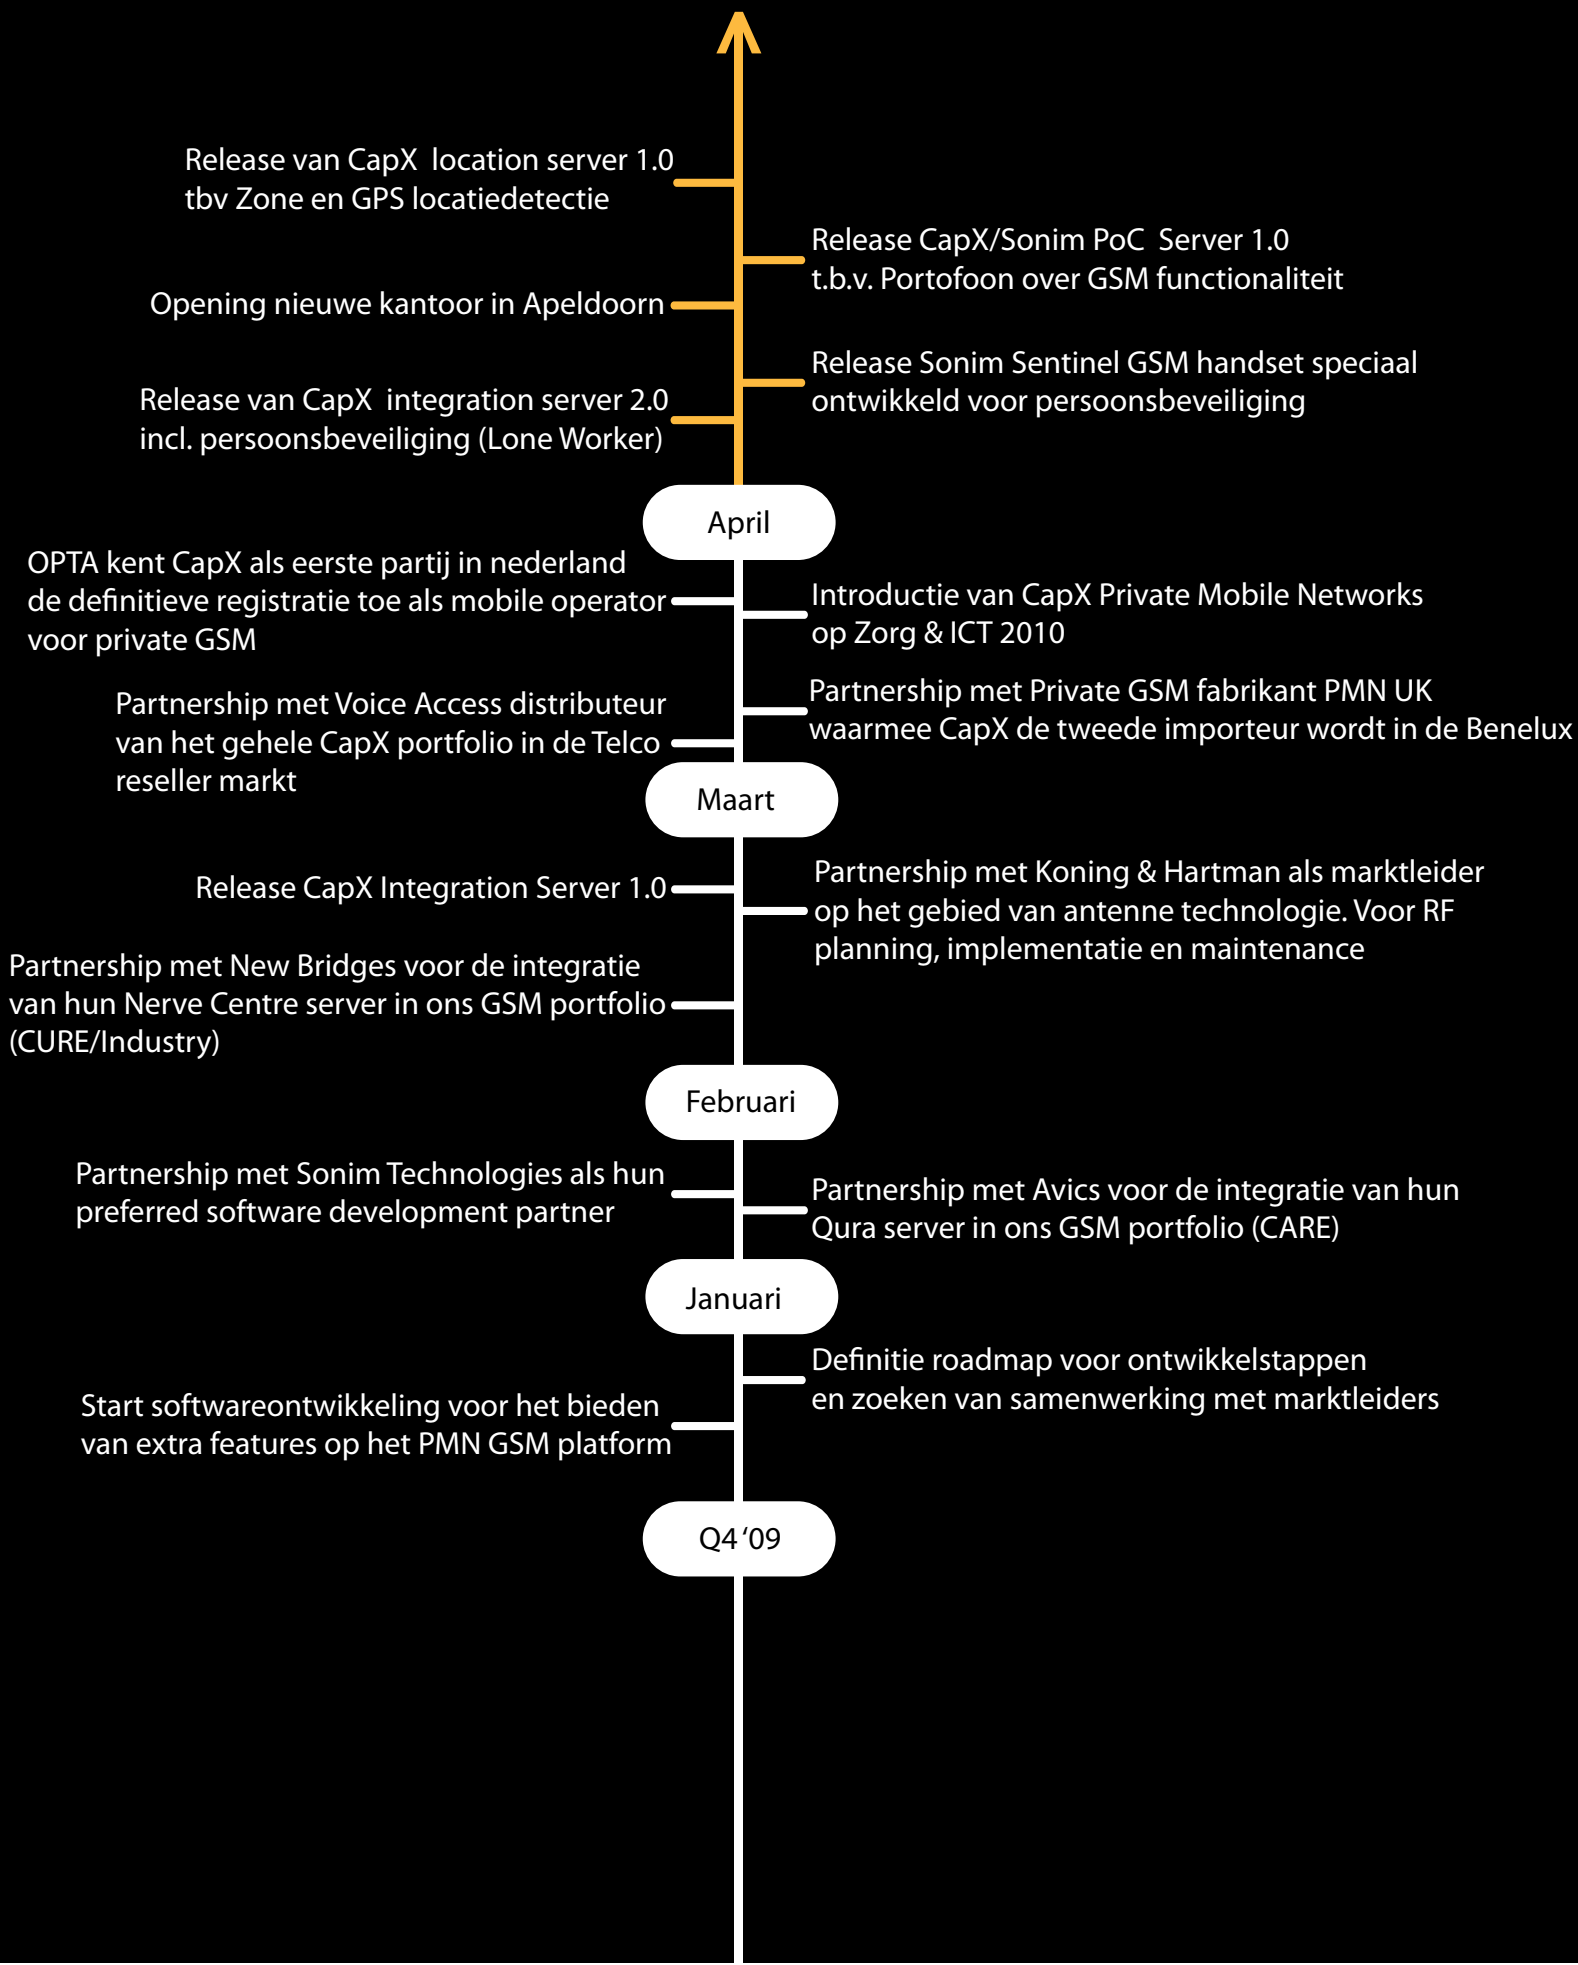 Release van CapX location server 1.0
tbv Zone en GPS locatiedetectie
Release CapX/Sonim PoC Server 1.0
t.b.v. Portofoon over GSM functionaliteit
Opening nieuwe kantoor in Apeldoorn
Release Sonim Sentinel GSM handset speciaal
ontwikkeld voor persoonsbeveiliging
Release van CapX integration server 2.0
incl. persoonsbeveiliging (Lone Worker)
April
OPTA kent CapX als eerste partij in nederland
de definitieve registratie toe als mobile operator
voor private GSM
Introductie van CapX Private Mobile Networks
op Zorg & ICT 2010
Partnership met Private GSM fabrikant PMN UK
waarmee CapX de tweede importeur wordt in de Benelux
Partnership met Voice Access distributeur
van het gehele CapX portfolio in de Telco
reseller markt
Maart
Release CapX Integration Server 1.0
Partnership met Koning & Hartman als marktleider
op het gebied van antenne technologie. Voor RF
planning, implementatie en maintenance
Partnership met New Bridges voor de integratie
van hun Nerve Centre server in ons GSM portfolio
(CURE/Industry)
Februari
Partnership met Sonim Technologies als hun
preferred software development partner
Partnership met Avics voor de integratie van hun
Qura server in ons GSM portfolio (CARE)
Januari
Definitie roadmap voor ontwikkelstappen
en zoeken van samenwerking met marktleiders
Start softwareontwikkeling voor het bieden
van extra features op het PMN GSM platform
Q4 ‘09